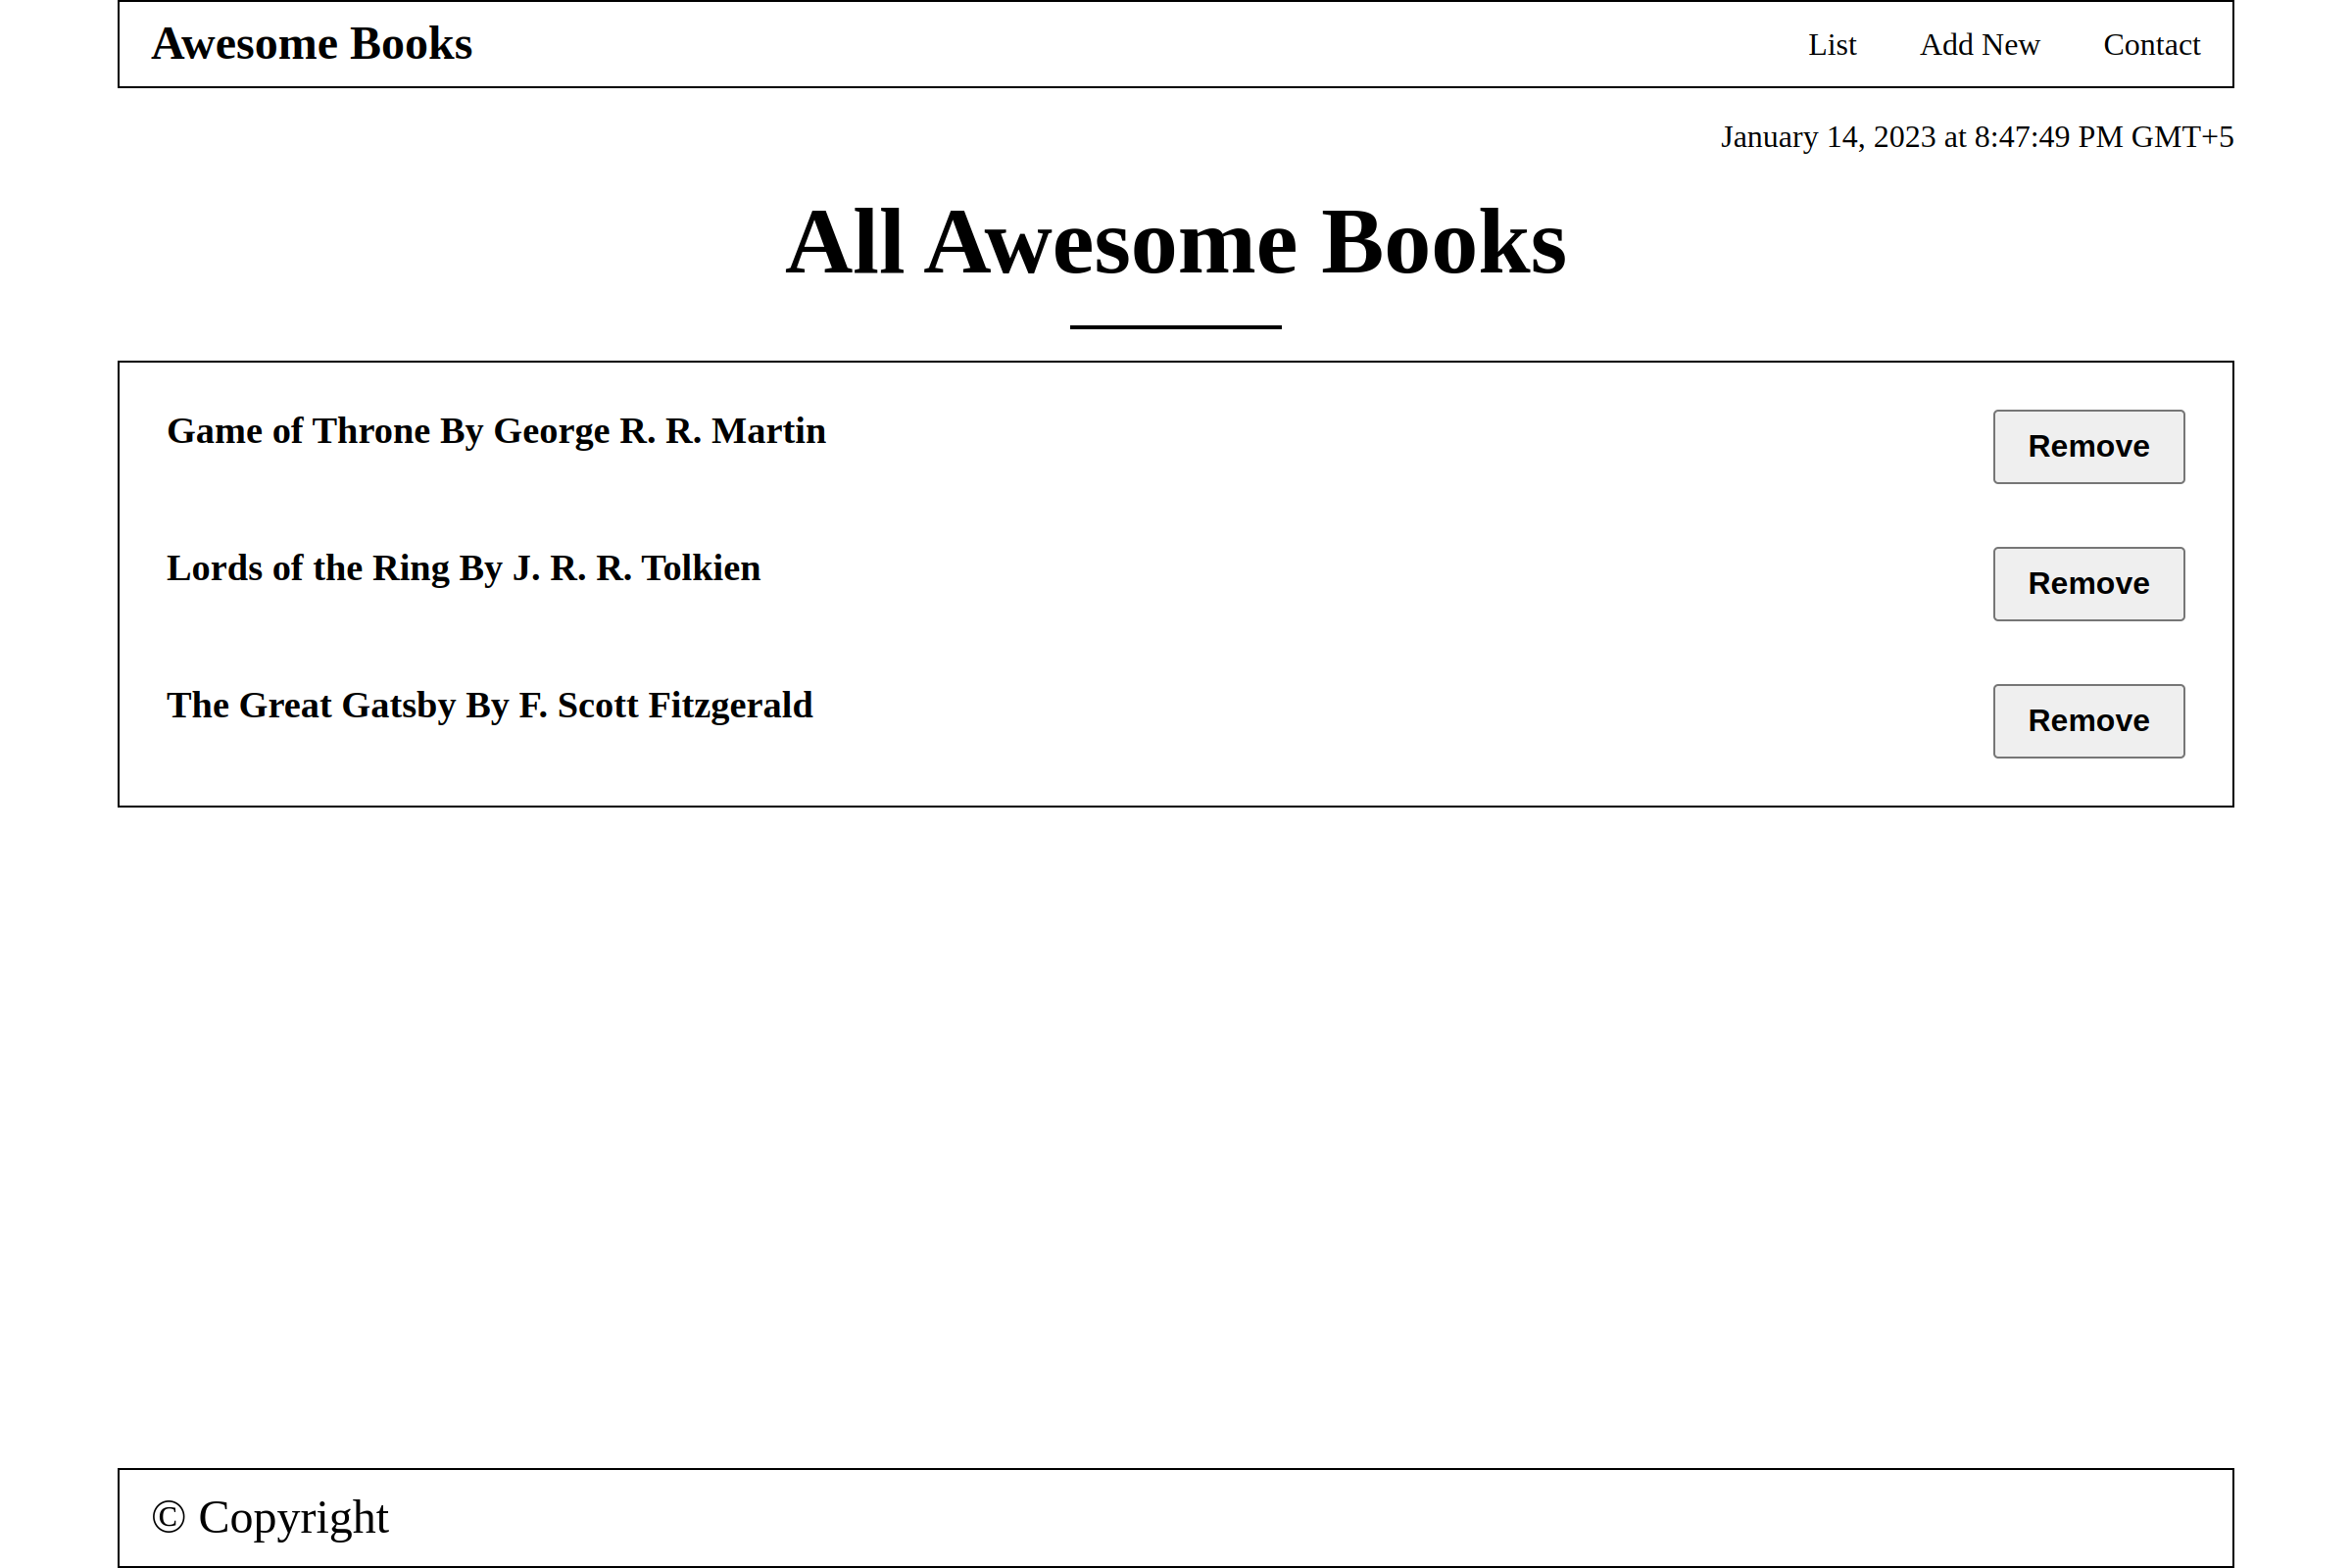 Awesome Books List Add New Contact
January 14, 2023 at 8:47:49 PM GMT+5
All Awesome Books
Game of Throne By George R. R. Martin Remove
Lords of the Ring By J. R. R. Tolkien Remove
The Great Gatsby By F. Scott Fitzgerald Remove
© Copyright